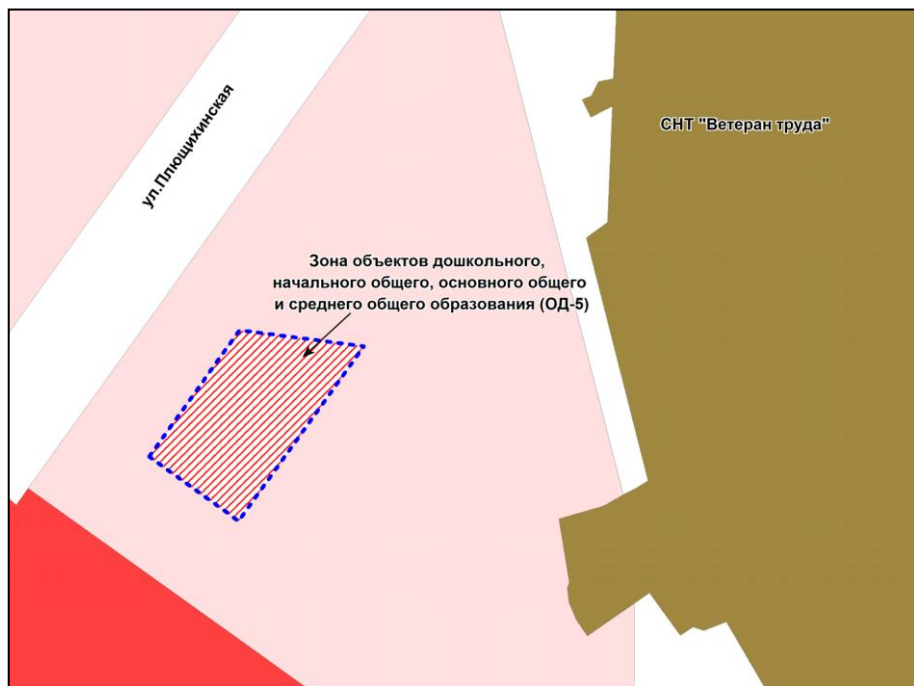 ул.Плющихинская
СНТ "Ветеран труда"
Зона объектов дошкольного,
начального общего, основного общего
и среднего общего образования (ОД-5)